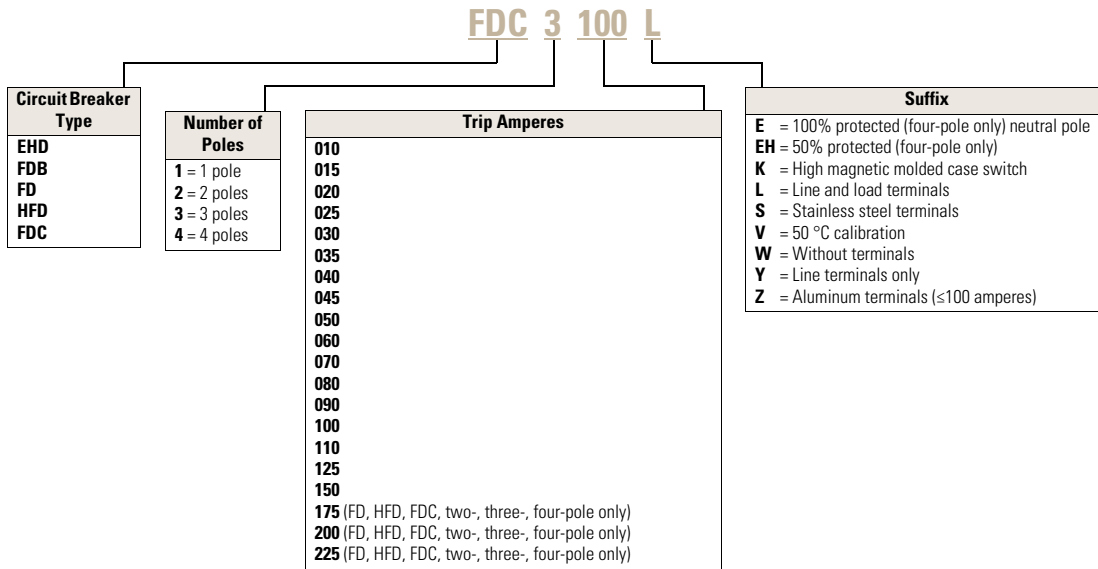 FDC 3 100 L
Circuit Breaker
Type
EHD
FDB
FD
HFD
FDC
Number of
Poles
1 = 1 pole
2 = 2 poles
3 = 3 poles
4 = 4 poles
Trip Amperes
010
015
020
025
030
035
040
045
050
060
070
080
090
100
110
125
150
175 (FD, HFD, FDC, two-, three-, four-pole only)
200 (FD, HFD, FDC, two-, three-, four-pole only)
225 (FD, HFD, FDC, two-, three-, four-pole only)
Suffix
E = 100% protected (four-pole only) neutral pole
EH = 50% protected (four-pole only)
K = High magnetic molded case switch
L = Line and load terminals
S = Stainless steel terminals
V = 50 °C calibration
W = Without terminals
Y = Line terminals only
Z = Aluminum terminals (≤100 amperes)